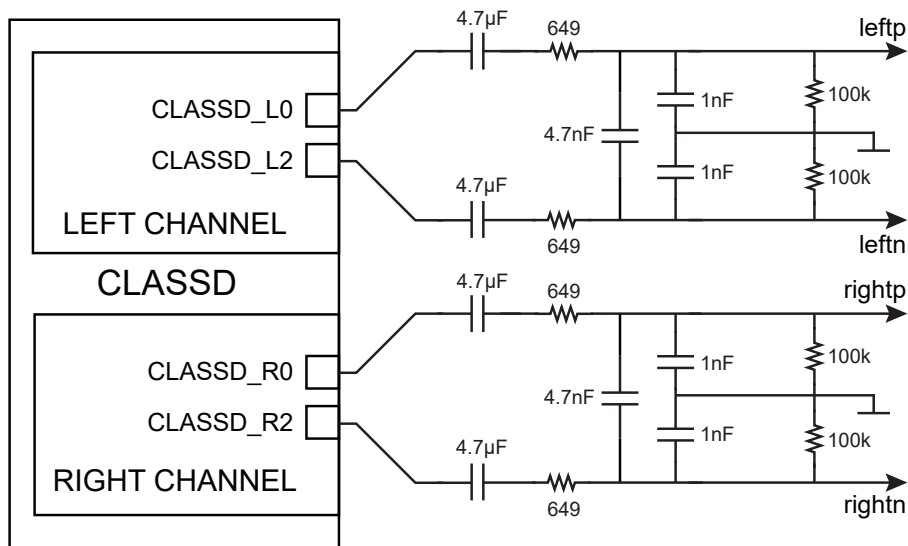 4.7µF
649
leftp
CLASSD_L0
1nF
100k
4.7nF
CLASSD_L2
4.7µF
1nF
100k
LEFT CHANNEL
649
leftn
CLASSD
4.7µF
649
rightp
CLASSD_R0
1nF
100k
4.7nF
CLASSD_R2
4.7µF
1nF
100k
RIGHT CHANNEL
649
rightn